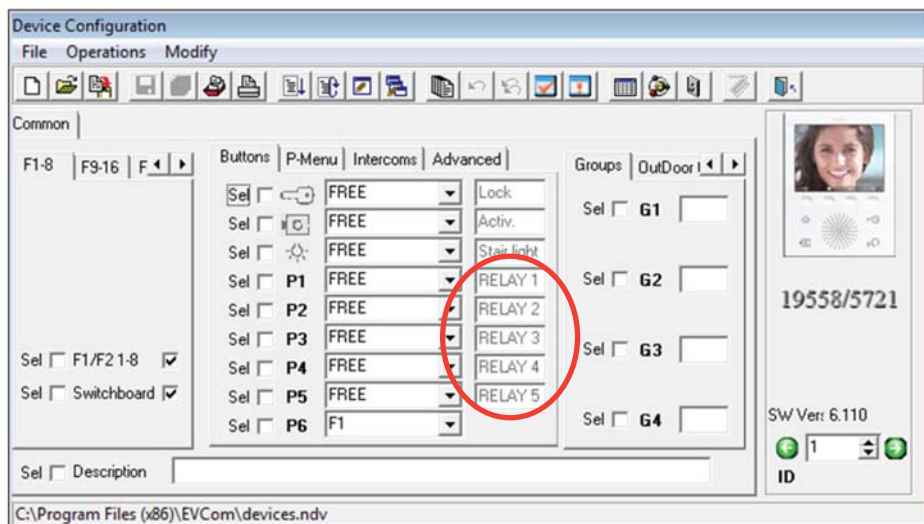 Device Configuration
File Operations Modify
Common
F1-8 F9-16 F
Buttons P-Menu Intercoms Advanced
Groups OutDoor
Sel FREE Lock
Sel FREE Activ.
Sel FREE Stair light
Sel P1 FREE RELAY 1
Sel P2 FREE RELAY 2
Sel P3 FREE RELAY 3
Sel P4 FREE RELAY 4
Sel P5 FREE RELAY 5
Sel P6 F1
Sel F1/F2 1-8
Sel Switchboard
Sel G1
Sel G2
Sel G3
Sel G4
19558/5721
SW Ver: 6.110
1
ID
Sel Description
C:\Program Files (x86)\EVCom\devices.ndv